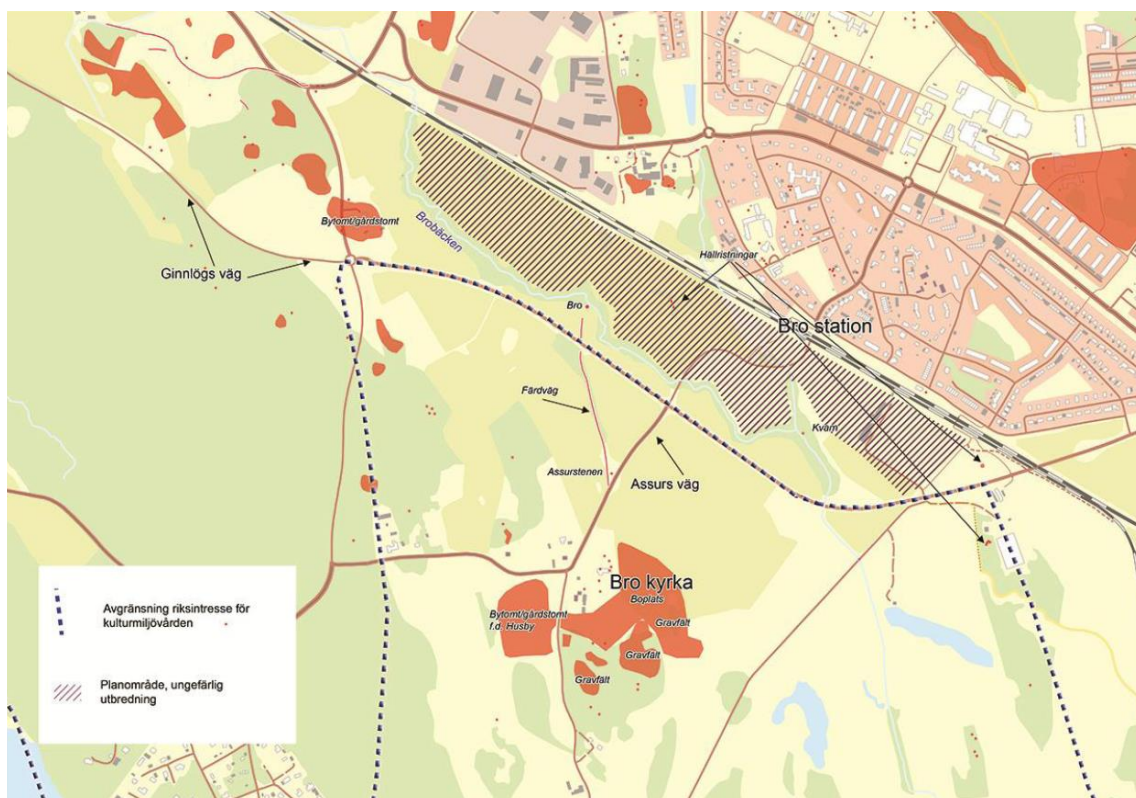 Bytomt/gårdstomt
Brobäcken
Ginnlögs väg
Hällristningar
Bro
Bro station
Färdväg
Kvarn
Assurstenen
Assurs väg
Bro kyrka
Boplats
Bytomt/gårdstomt
f.d. Husby
Gravfält
Gravfält
Gravfält
Avgränsning riksintresse för
kulturmiljövården
Planområde, ungefärlig
utbredning